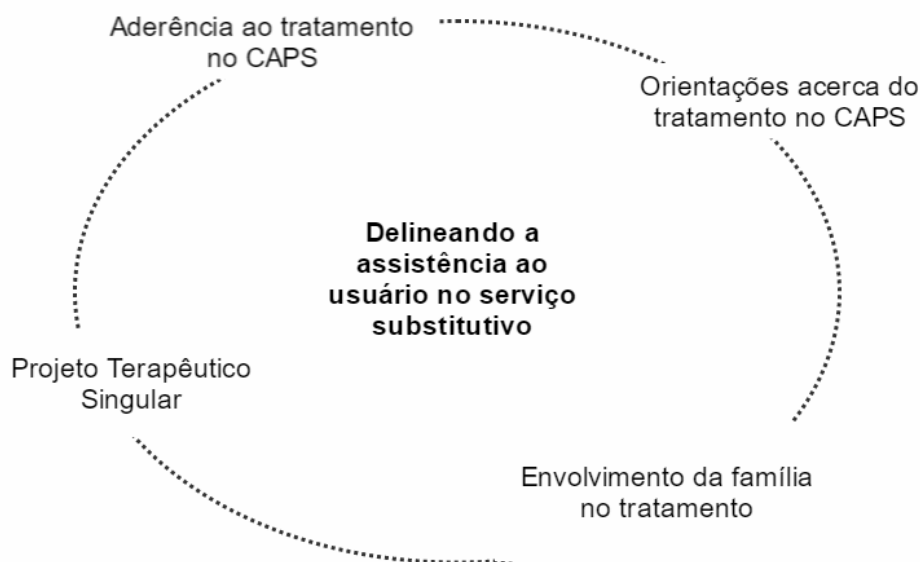 Aderência ao tratamento
no CAPS
Orientações acerca do
tratamento no CAPS
Delineando a
assistência ao
usuário no serviço
substitutivo
Projeto Terapêutico
Singular
Envolvimento da família
no tratamento